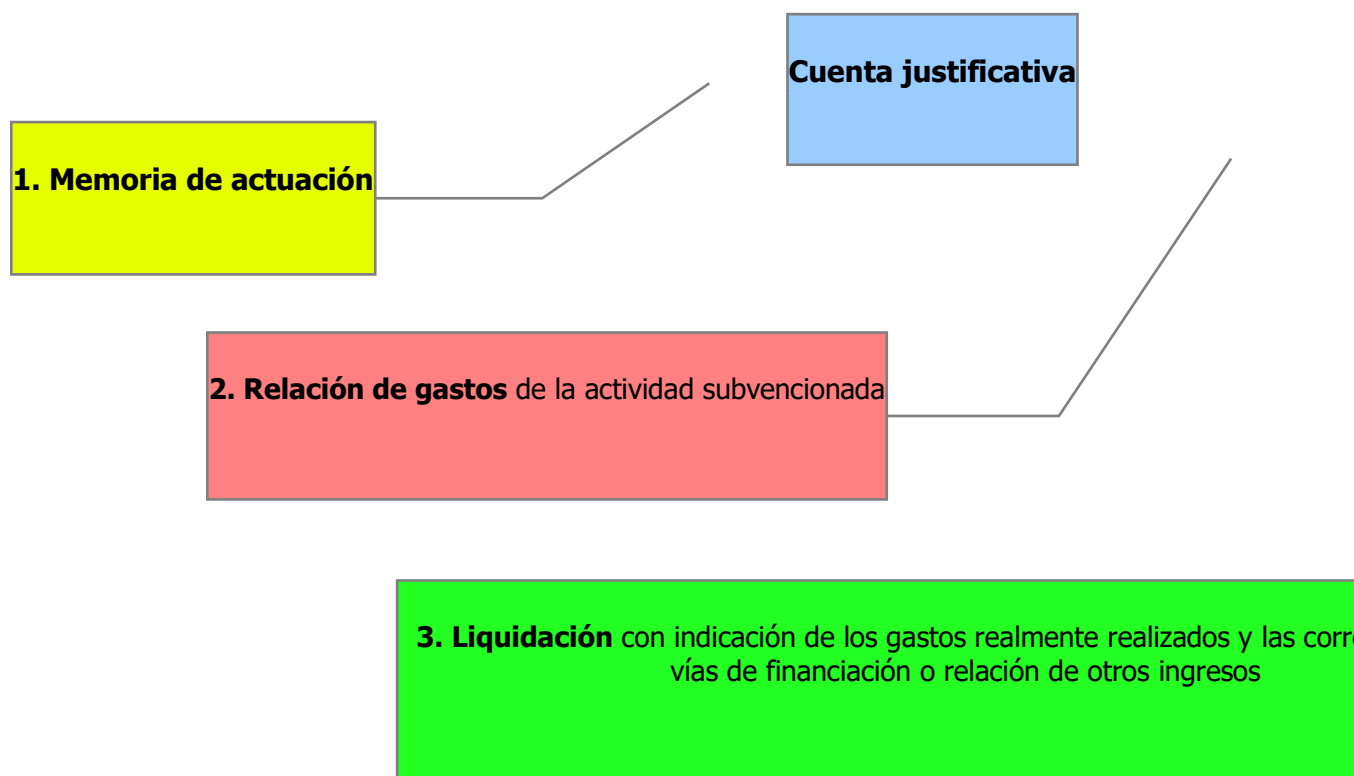 Cuenta justificativa
1. Memoria de actuación
2. Relación de gastos de la actividad subvencionada
3. Liquidación con indicación de los gastos realmente realizados y las
vías de financiación o relación de otros ingresos